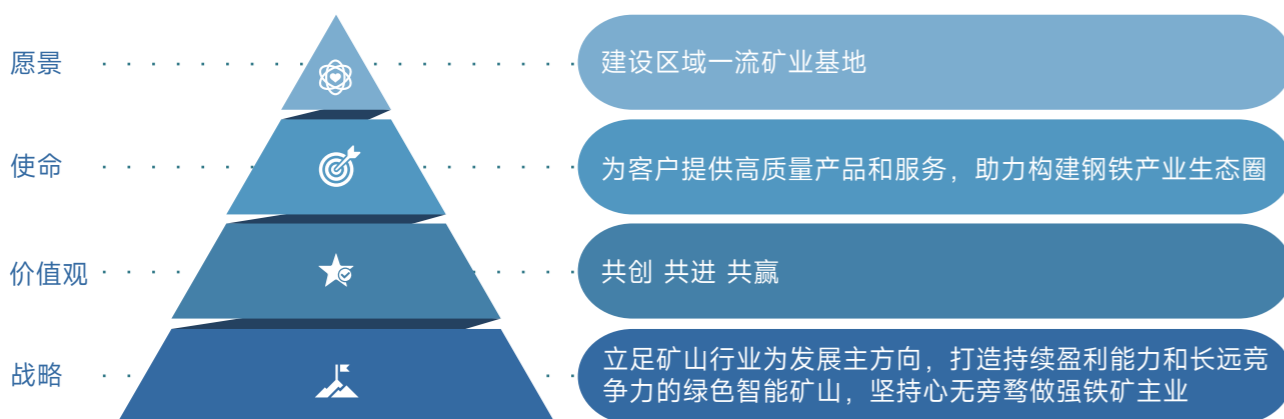 愿景
建设区域一流矿业基地
使命
为客户提供高质量产品和服务，助力构建钢铁产业生态圈
价值观
共创 共进 共赢
战略
立足矿山行业为发展主方向，打造持续盈利能力和长远竞
争力的绿色智能矿山，坚持心无旁骛做强铁矿主业